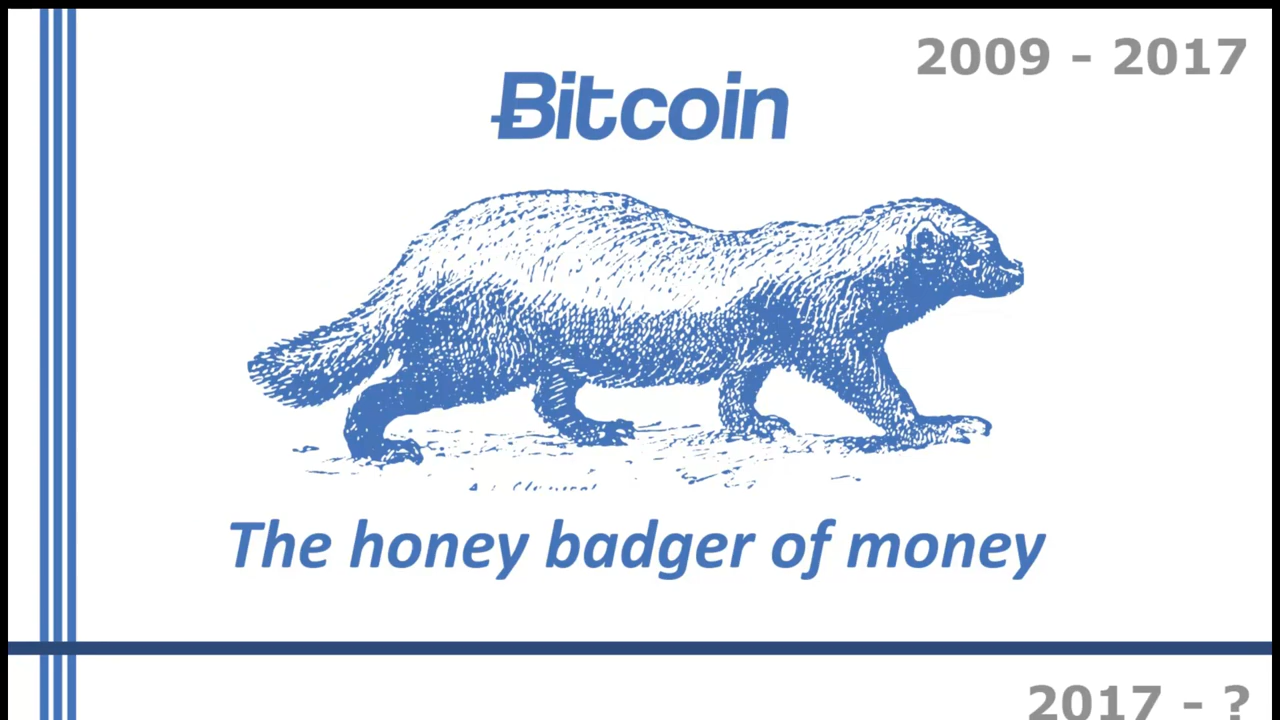 2009 - 2017
Bitcoin
The honey badger of money
2017 - ?